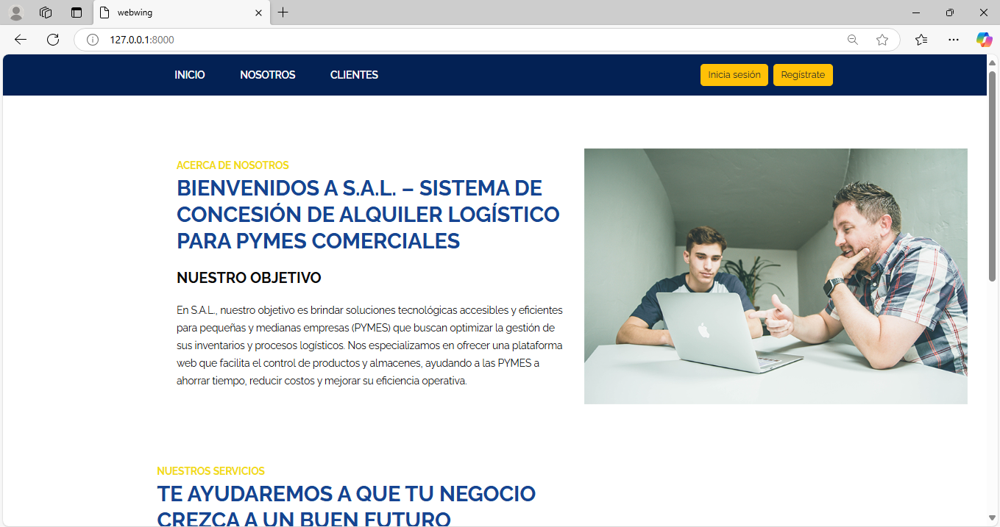 webwing
127.0.0.1:8000
INICIO NOSOTROS CLIENTES Inicia sesión Regístrate
ACERCA DE NOSOTROS
BIENVENIDOS A S.A.L. – SISTEMA DE
CONCESIÓN DE ALQUILER LOGÍSTICO
PARA PYMES COMERCIALES
NUESTRO OBJETIVO
En S.A.L., nuestro objetivo es brindar soluciones tecnológicas accesibles y eficientes
para pequeñas y medianas empresas (PYMES) que buscan optimizar la gestión de
sus inventarios y procesos logísticos. Nos especializamos en ofrecer una plataforma
web que facilita el control de productos y almacenes, ayudando a las PYMES a
ahorrar tiempo, reducir costos y mejorar su eficiencia operativa.
NUESTROS SERVICIOS
TE AYUDAREMOS A QUE TU NEGOCIO
CREZCA A UN BUEN FUTURO